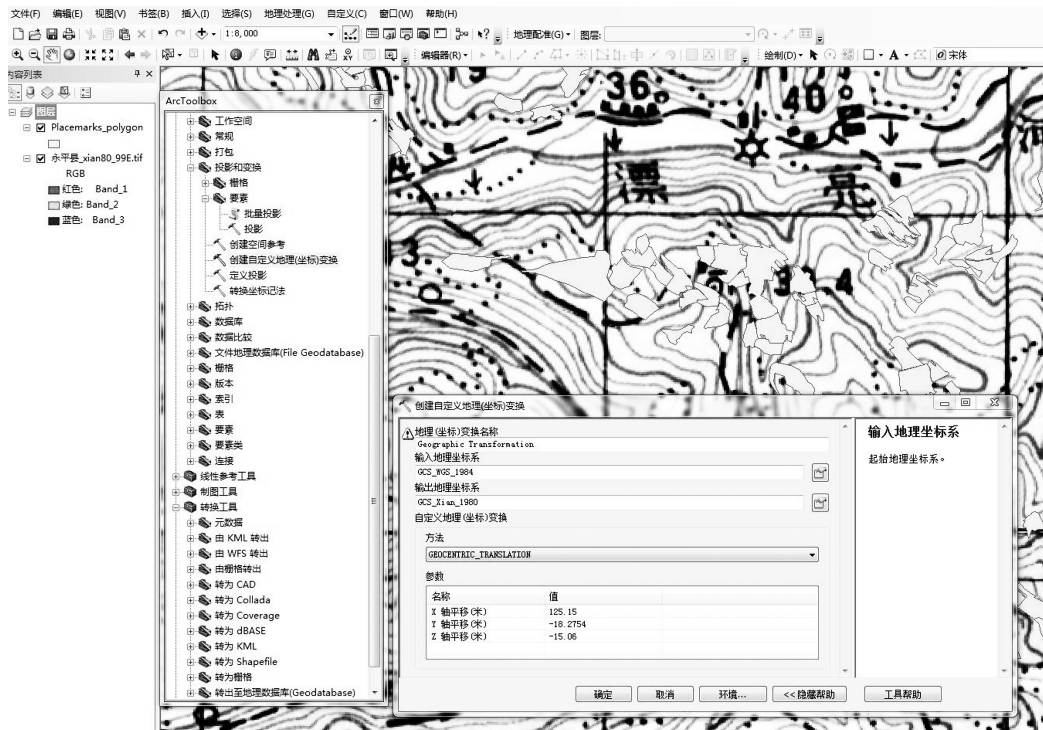 文件(F) 编辑(E) 视图(V) 书签(B) 插入(I) 选择(S) 地理处理(G) 自定义(C) 窗口(W) 帮助(H)
1:8,000 地理配准(G) 图层:
编辑器(R) 绘制(D) A 宋体
内容列表
图层
Placemarks_polygon
永平县_xian80_99E.tif
RGB
红色: Band_1
绿色: Band_2
蓝色: Band_3
ArcToolbox
工作空间
常规
打包
投影和变换
栅格
要素
批量投影
投影
创建空间参考
创建自定义地理(坐标)变换
定义投影
转换坐标记法
拓扑
数据库
数据比较
文件地理数据库(File Geodatabase)
栅格
版本
索引
表
要素
要素类
连接
线性参考工具
制图工具
转换工具
元数据
由 KML 转出
由 WFS 转出
由栅格转出
转为 CAD
转为 Collada
转为 Coverage
转为 dBASE
转为 KML
转为 Shapefile
转为栅格
转出至地理数据库(Geodatabase)
36
40
漂 亮
创建自定义地理(坐标)变换
地理(坐标)变换名称
Geographic Transformation
输入地理坐标系
GCS_WGS_1984
输出地理坐标系
GCS_Xian_1980
自定义地理(坐标)变换
方法
GEOCENTRIC_TRANSLATION
参数
名称 值
X 轴平移(米) 125.15
Y 轴平移(米) -18.2754
Z 轴平移(米) -15.06
确定 取消 环境... <<隐藏帮助 工具帮助
输入地理坐标系
起始地理坐标系。